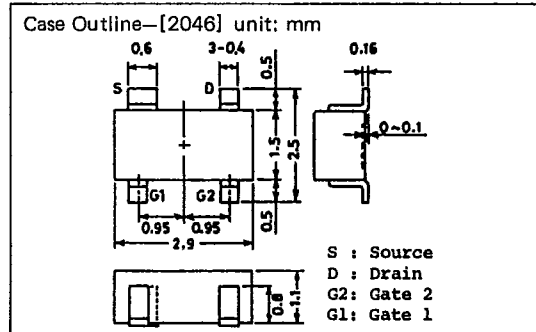 Case Outline—[2046] unit: mm
0.6 3-0.4 0.16
S D 0.5
1.5 2.5 0~0.1
G1 G2
0.95 0.95 0.5
2.9
S : Source
D : Drain
G2: Gate 2
G1: Gate 1
0.8 1.1